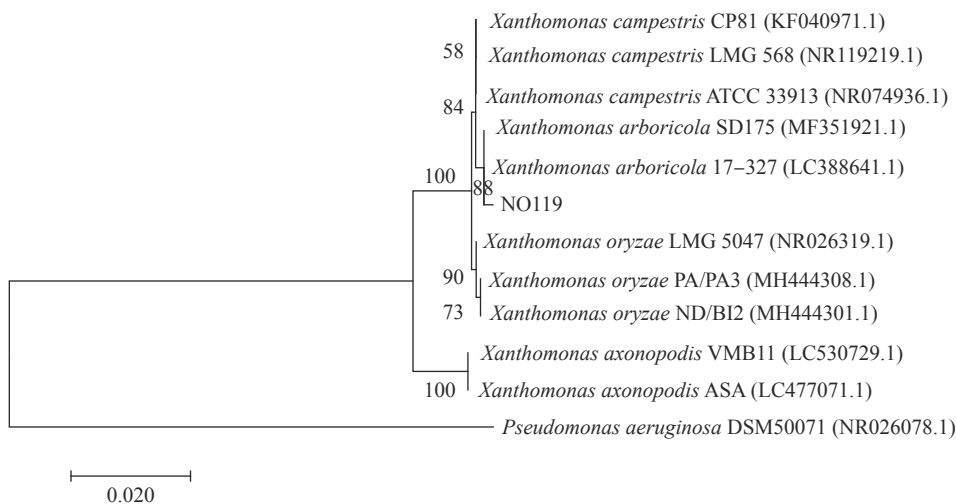 Xanthomonas campestris CP81 (KF040971.1)
58
Xanthomonas campestris LMG 568 (NR119219.1)
Xanthomonas campestris ATCC 33913 (NR074936.1)
84
Xanthomonas arboricola SD175 (MF351921.1)
Xanthomonas arboricola 17–327 (LC388641.1)
100
88
NO119
Xanthomonas oryzae LMG 5047 (NR026319.1)
90
Xanthomonas oryzae PA/PA3 (MH444308.1)
73
Xanthomonas oryzae ND/BI2 (MH444301.1)
Xanthomonas axonopodis VMB11 (LC530729.1)
100
Xanthomonas axonopodis ASA (LC477071.1)
Pseudomonas aeruginosa DSM50071 (NR026078.1)
0.020